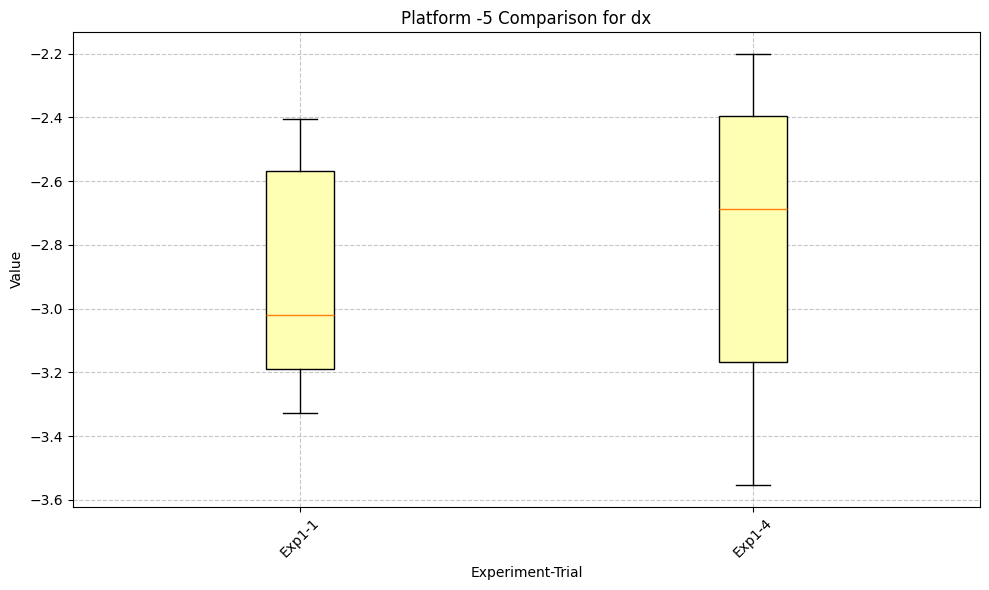 Platform -5 Comparison for dx
Value
−2.2
−2.4
−2.6
−2.8
−3.0
−3.2
−3.4
−3.6
Exp1-1
Exp1-4
Experiment-Trial